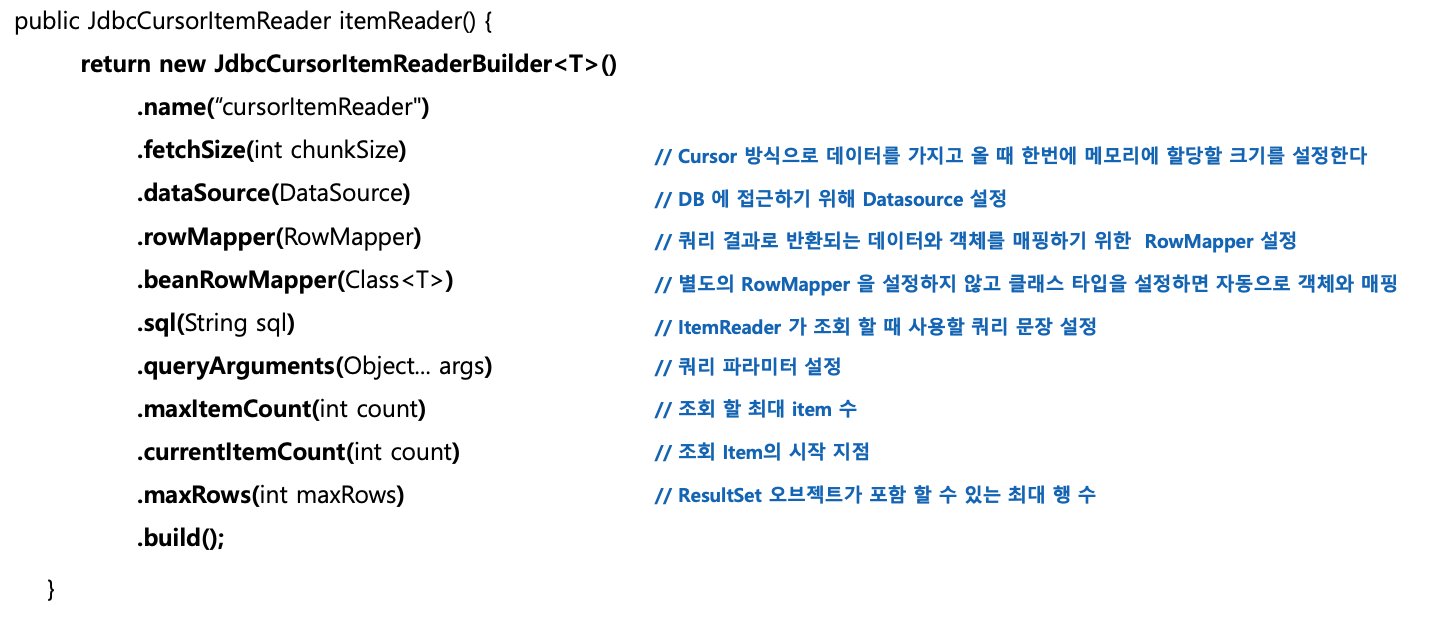 public JdbcCursorItemReader itemReader() {
return new JdbcCursorItemReaderBuilder<T>()
.name(“cursorItemReader")
.fetchSize(int chunkSize) // Cursor 방식으로 데이터를 가지고 올 때 한번에 메모리에 할당할 크기를 설정한다
.dataSource(DataSource) // DB 에 접근하기 위해 Datasource 설정
.rowMapper(RowMapper) // 쿼리 결과로 반환되는 데이터와 객체를 매핑하기 위한 RowMapper 설정
.beanRowMapper(Class<T>) // 별도의 RowMapper 을 설정하지 않고 클래스 타입을 설정하면 자동으로 객체와 매핑
.sql(String sql) // ItemReader 가 조회 할 때 사용할 쿼리 문장 설정
.queryArguments(Object... args) // 쿼리 파라미터 설정
.maxItemCount(int count) // 조회 할 최대 item 수
.currentItemCount(int count) // 조회 Item의 시작 지점
.maxRows(int maxRows) // ResultSet 오브젝트가 포함 할 수 있는 최대 행 수
.build();
}